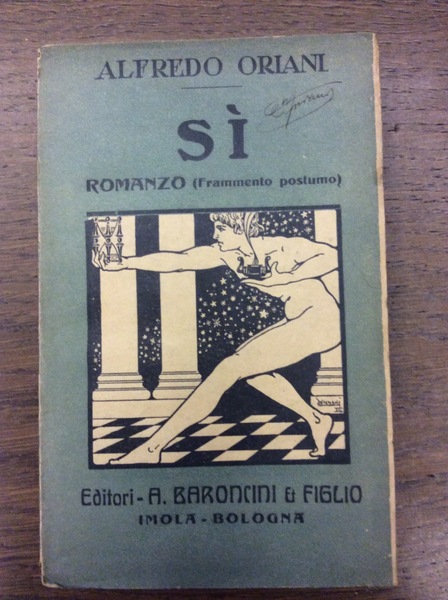 ALFREDO ORIANI
SÌ
ROMANZO (Frammento postumo)
Editori - A. BARONCINI & FIGLIO
IMOLA - BOLOGNA